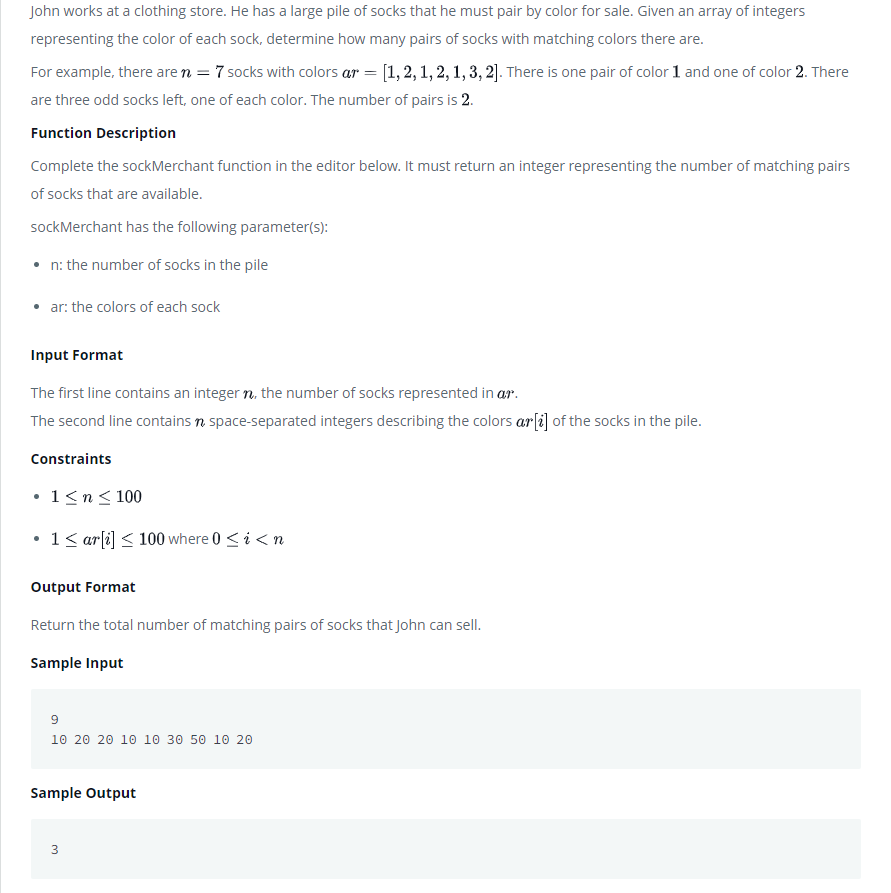 John works at a clothing store. He has a large pile of socks that he must pair by color for sale. Given an array of integers
representing the color of each sock, determine how many pairs of socks with matching colors there are.
For example, there are n = 7 socks with colors ar = [1, 2, 1, 2, 1, 3, 2]. There is one pair of color 1 and one of color 2. There
are three odd socks left, one of each color. The number of pairs is 2.
Function Description
Complete the sockMerchant function in the editor below. It must return an integer representing the number of matching pairs
of socks that are available.
sockMerchant has the following parameter(s):
• n: the number of socks in the pile
• ar: the colors of each sock
Input Format
The first line contains an integer n, the number of socks represented in ar.
The second line contains n space-separated integers describing the colors ar[i] of the socks in the pile.
Constraints
• 1 ≤ n ≤ 100
• 1 ≤ ar[i] ≤ 100 where 0 ≤ i < n
Output Format
Return the total number of matching pairs of socks that John can sell.
Sample Input
9
10 20 20 10 10 30 50 10 20
Sample Output
3